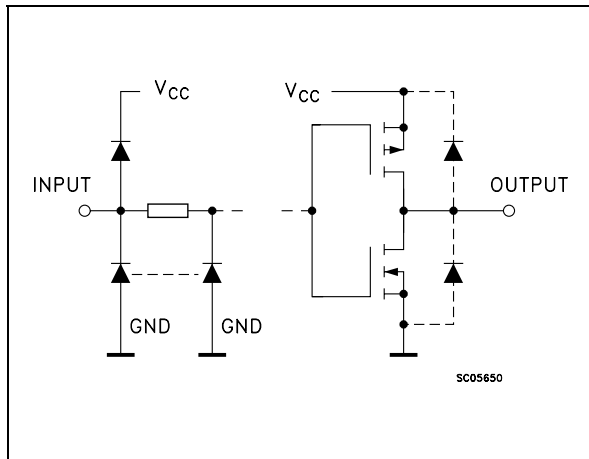 VCC
VCC
INPUT
OUTPUT
GND
GND
SC05650